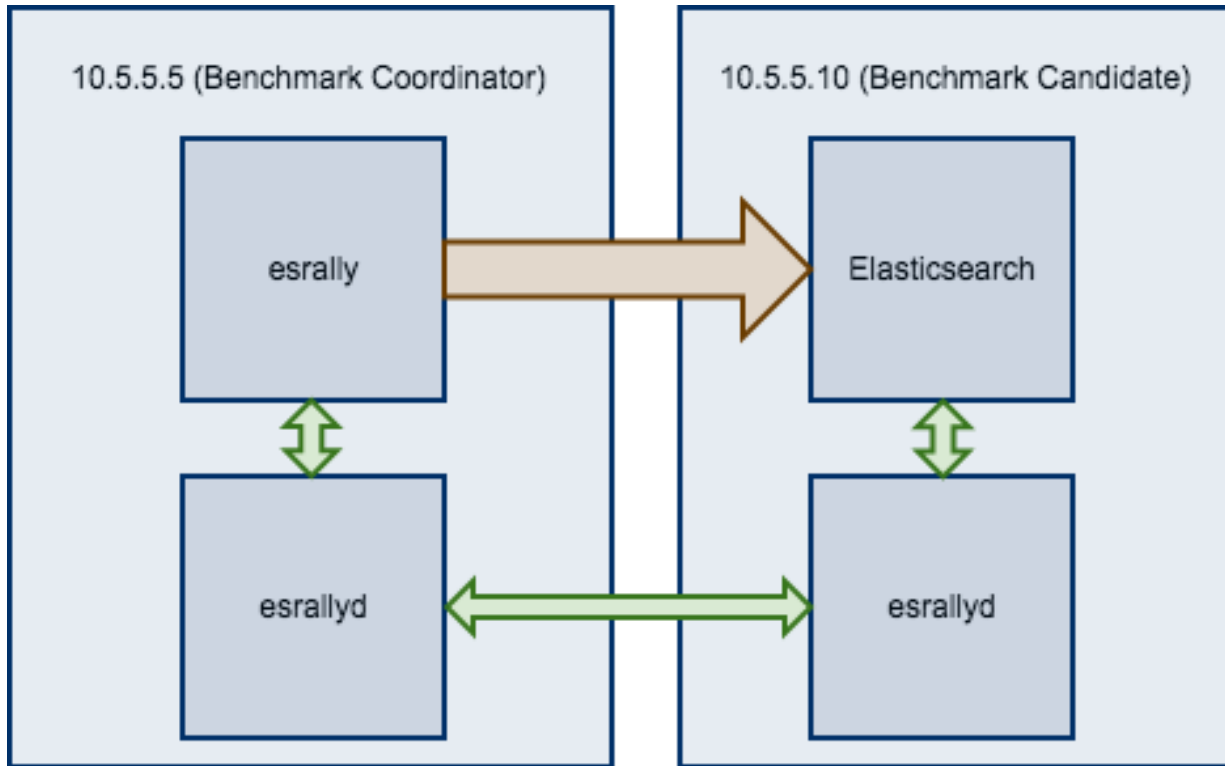 10.5.5.5 (Benchmark Coordinator)
10.5.5.10 (Benchmark Candidate)
esrally
Elasticsearch
esrallyd
esrallyd